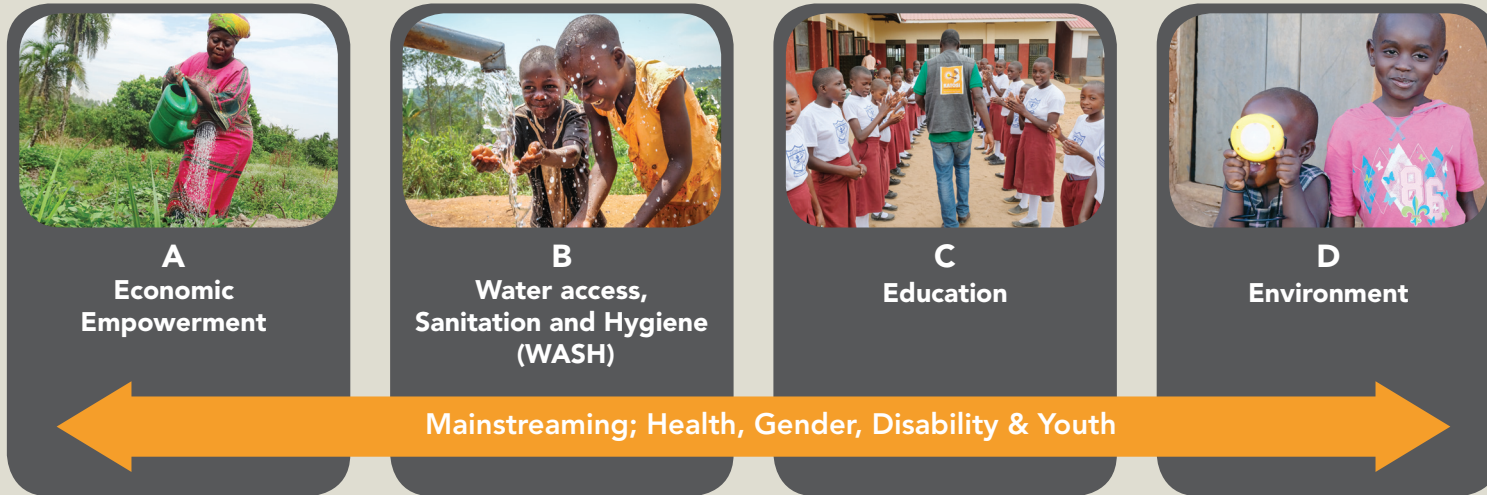 A
Economic
Empowerment
B
Water access,
Sanitation and Hygiene
(WASH)
C
Education
D
Environment
Mainstreaming; Health, Gender, Disability & Youth